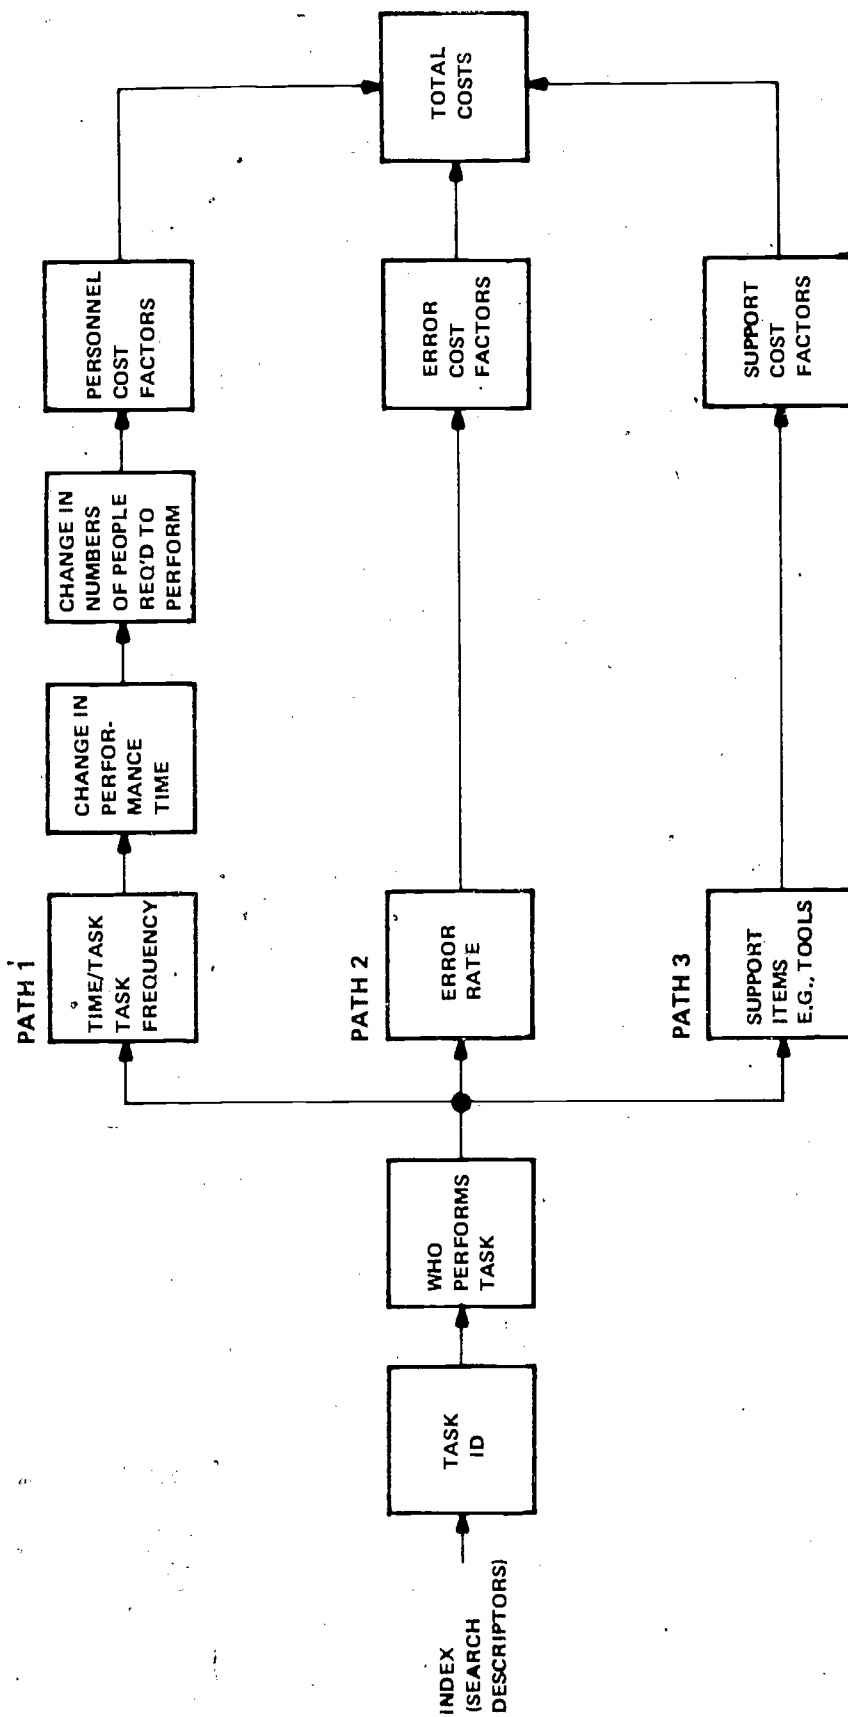 INDEX
(SEARCH
DESCRIPTORS)
TASK
ID
WHO
PERFORMS
TASK
PATH 1
TIME/TASK
TASK
FREQUENCY
CHANGE IN
PERFOR-
MANCE
TIME
CHANGE IN
NUMBERS
OF PEOPLE
REQ'D TO
PERFORM
PERSONNEL
COST
FACTORS
PATH 2
ERROR
RATE
ERROR
COST
FACTORS
PATH 3
SUPPORT
ITEMS
E.G., TOOLS
SUPPORT
COST
FACTORS
TOTAL
COSTS